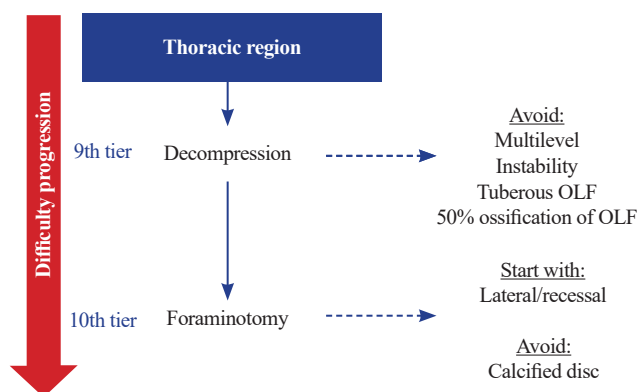 Thoracic region
Difficulty progression
9th tier
Decompression
Avoid:
Multilevel
Instability
Tuberous OLF
50% ossification of OLF
10th tier
Foraminotomy
Start with:
Lateral/recessal
Avoid:
Calcified disc